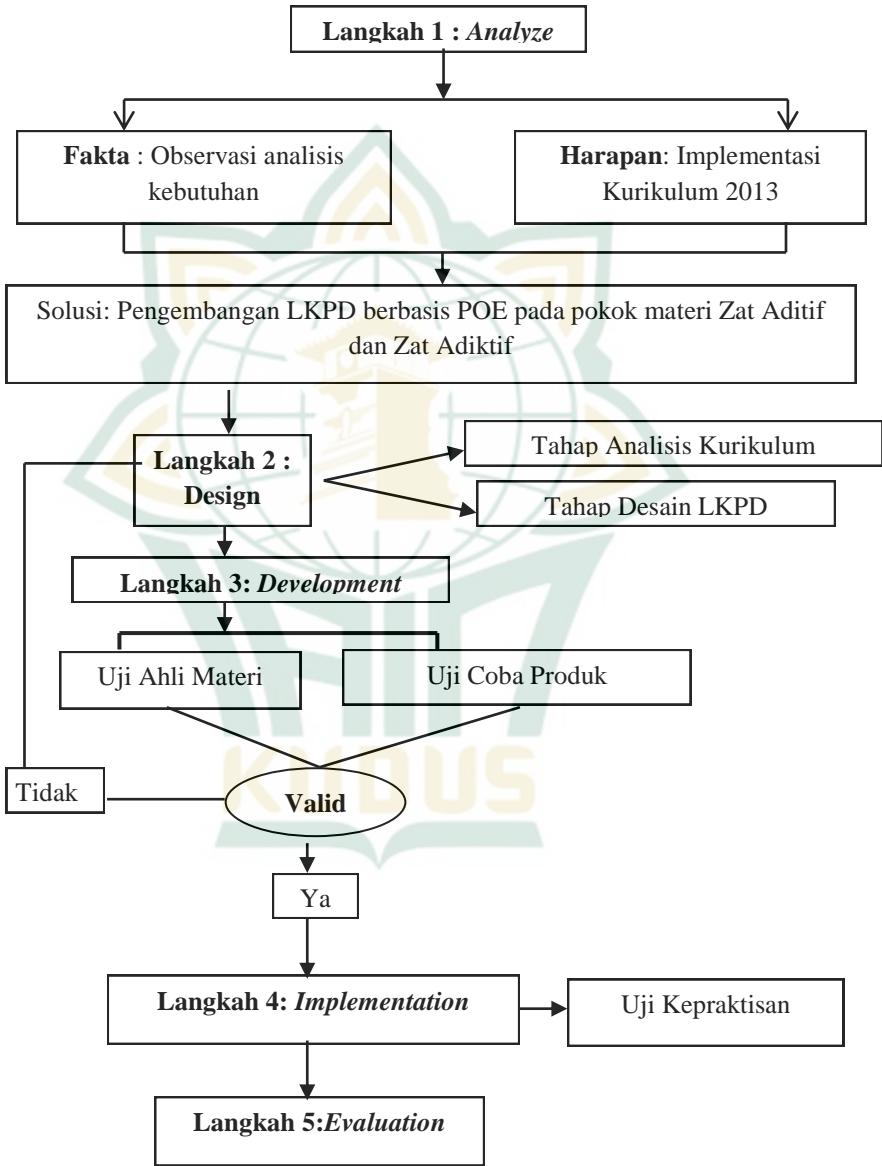 Langkah 1 : Analyze
Fakta : Observasi analisis
kebutuhan
Harapan: Implementasi
Kurikulum 2013
Solusi: Pengembangan LKPD berbasis POE pada pokok materi Zat Aditif
dan Zat Adiktif
Langkah 2 :
Design
Tahap Analisis Kurikulum
Tahap Desain LKPD
Langkah 3: Development
Uji Ahli Materi
Uji Coba Produk
Tidak
Valid
KUDUS
Ya
Langkah 4: Implementation
Uji Kepraktisan
Langkah 5:Evaluation